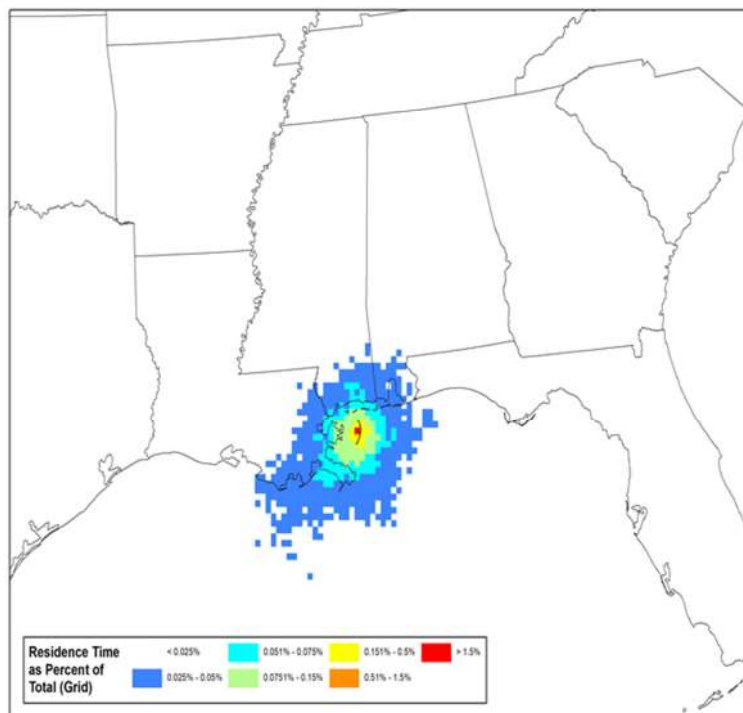 Residence Time
as Percent of
Total (Grid)
< 0.025%
0.051% - 0.075%
0.151% - 0.5%
> 1.5%
0.025% - 0.05%
0.0751% - 0.15%
0.51% - 1.5%